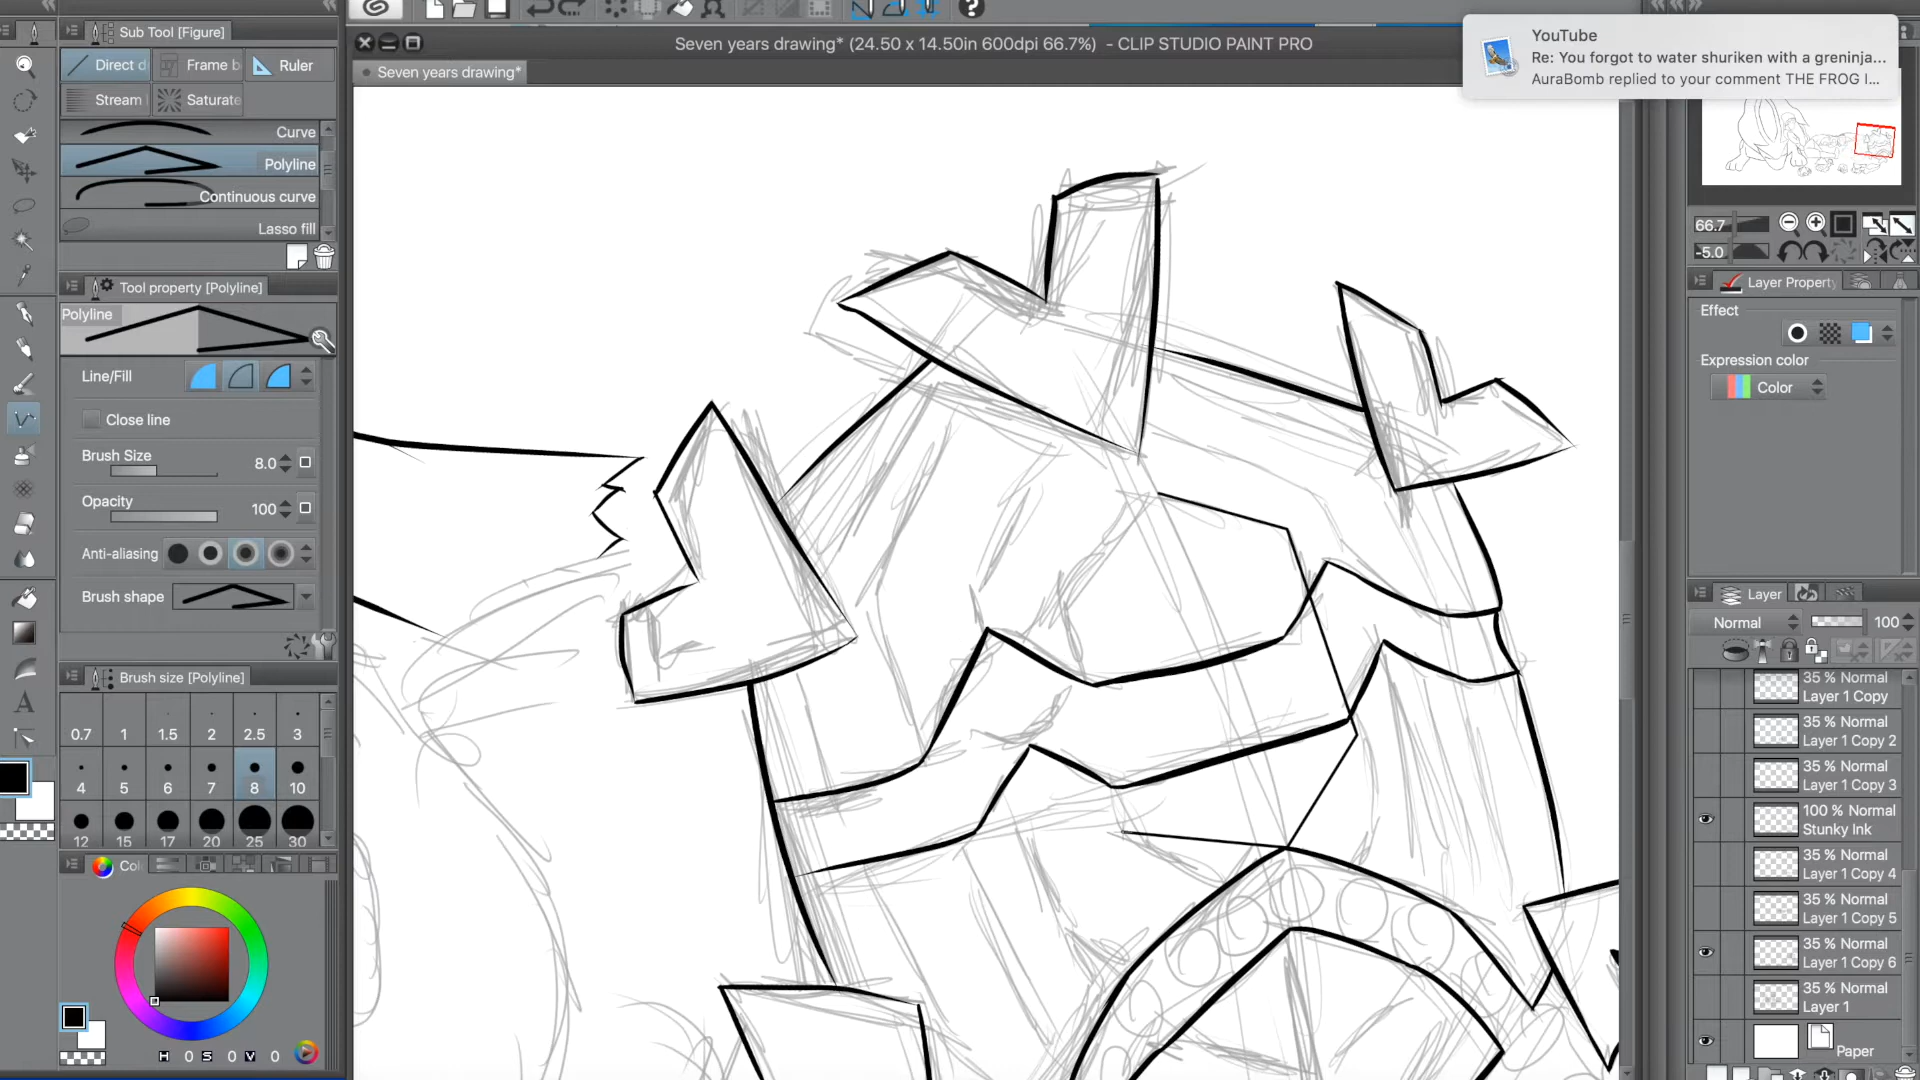 Sub Tool [Figure]
Direct d
Frame b
Ruler
Stream
Saturate
Curve
Polyline
Continuous curve
Lasso fill
Tool property [Polyline]
Polyline
Line/Fill
Close line
Brush Size
8.0
Opacity
100
Anti-aliasing
Brush shape
Brush size [Polyline]
0.7 1 1.5 2 2.5 3
4 5 6 7 8 10
12 15 17 20 25 30
Col
H 0 S 0 V 0
Seven years drawing* (24.50 x 14.50in 600dpi 66.7%) - CLIP STUDIO PAINT PRO
Seven years drawing*
YouTube
Re: You forgot to water shuriken with a greninja...
AuraBomb replied to your comment THE FROG I...
66.7
-5.0
Layer Property
Effect
Expression color
Color
Layer
Normal
100
35 % Normal
Layer 1 Copy
35 % Normal
Layer 1 Copy 2
35 % Normal
Layer 1 Copy 3
100 % Normal
Stunky Ink
35 % Normal
Layer 1 Copy 4
35 % Normal
Layer 1 Copy 5
35 % Normal
Layer 1 Copy 6
35 % Normal
Layer 1
Paper